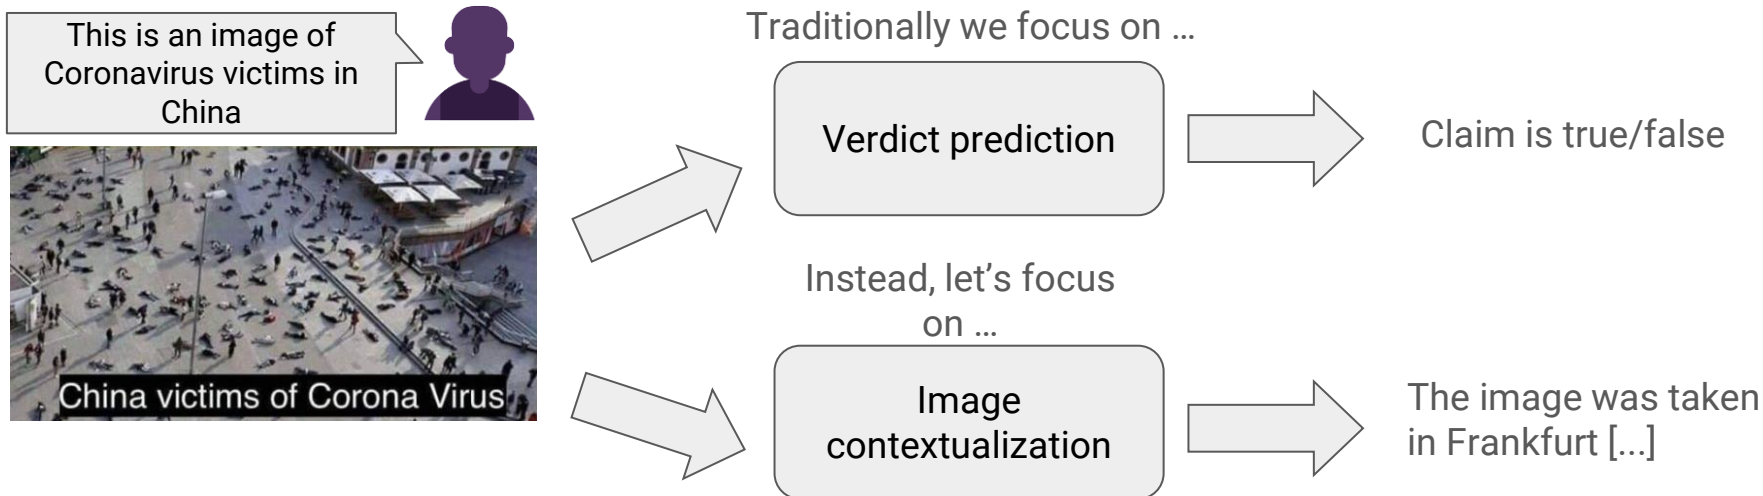 This is an image of
Coronavirus victims in
China
China victims of Corona Virus
Traditionally we focus on …
Verdict prediction
Claim is true/false
Instead, let’s focus
on …
Image
contextualization
The image was taken
in Frankfurt [...]